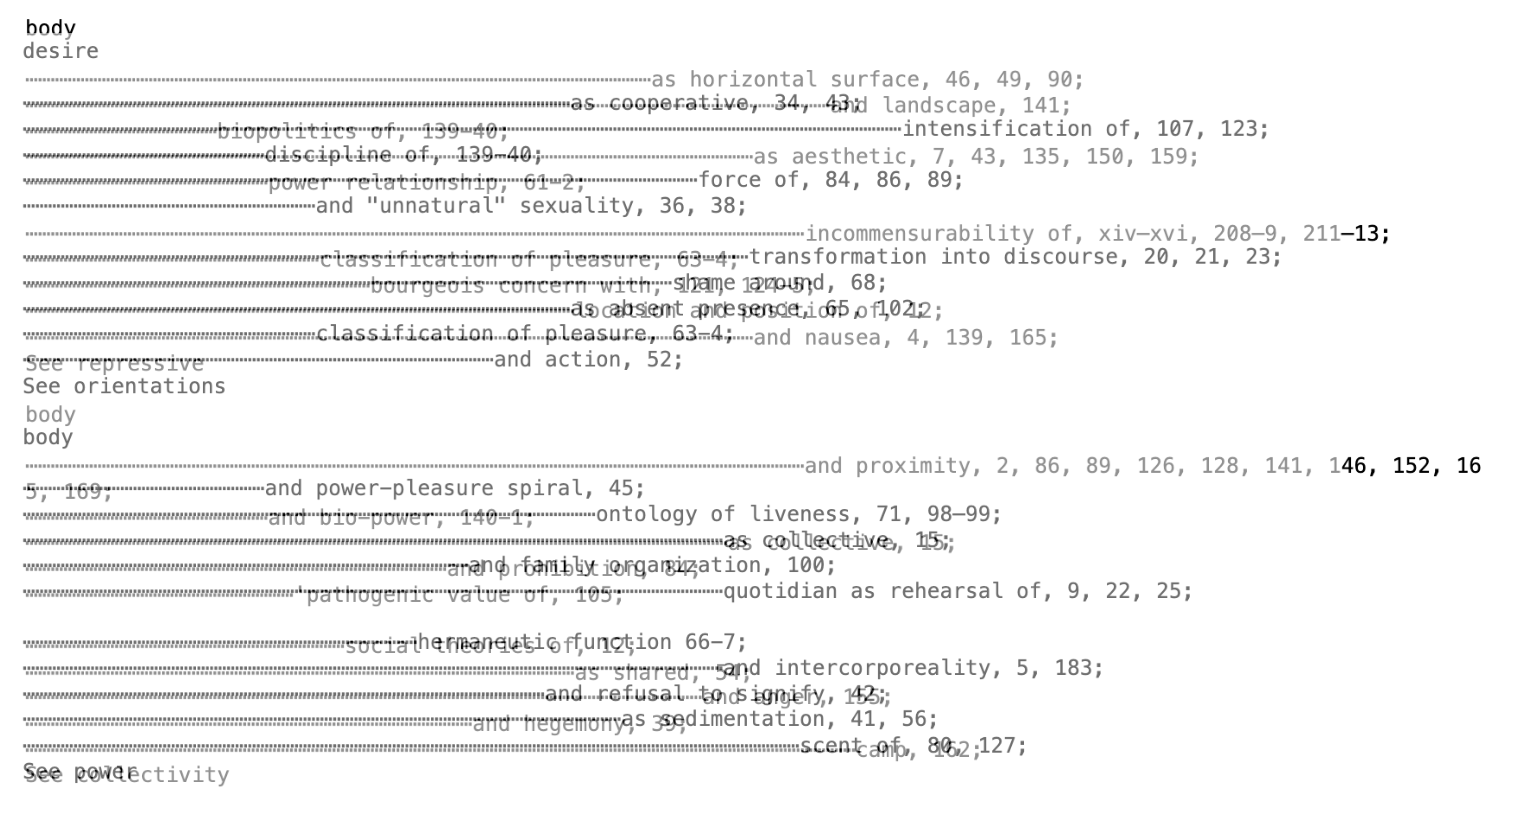 body
desire
as horizontal surface, 46, 49, 90;
as cooperative, 34, 43; and landscape, 141;
biopolitics of, 139-40; intensification of, 107, 123;
discipline of, 139-40; as aesthetic, 7, 43, 135, 150, 159;
power relationship, 61-2; force of, 84, 86, 89;
and "unnatural" sexuality, 36, 38;
incommensurability of, xiv–xvi, 208–9, 211–13;
classification of pleasure, 63-4; transformation into discourse, 20, 21, 23;
bourgeois concern with, 121, 124-5; shame around, 68;
as absent presence, 65, 102; location and position of, 12;
classification of pleasure, 63-4; and nausea, 4, 139, 165;
See repressive and action, 52;
See orientations
body
body
and proximity, 2, 86, 89, 126, 128, 141, 146, 152, 16
5, 169; and power-pleasure spiral, 45;
and bio-power, 140-1; ontology of liveness, 71, 98–99;
as collective, 15; as collective, 15;
and prohibition, 84; and family organization, 100;
'pathogenic value of, 105; quotidian as rehearsal of, 9, 22, 25;
social theories of, 12; hermaneutic function 66-7;
as shared, 54; and intercorporeality, 5, 183;
and refusal to signify, 42; and anger, 155;
and hegemony, 39; as sedimentation, 41, 56;
scent of, 80, 127; camp, 162;
See power See collectivity